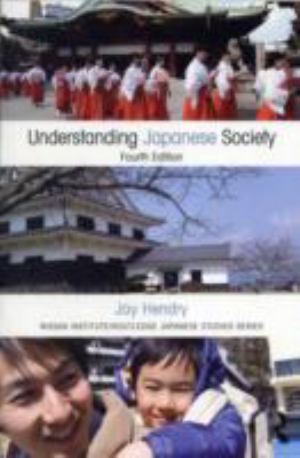 Understanding Japanese Society
Fourth Edition
Joy Hendry
NISSAN INSTITUTE/ROUTLEDGE JAPANESE STUDIES SERIES